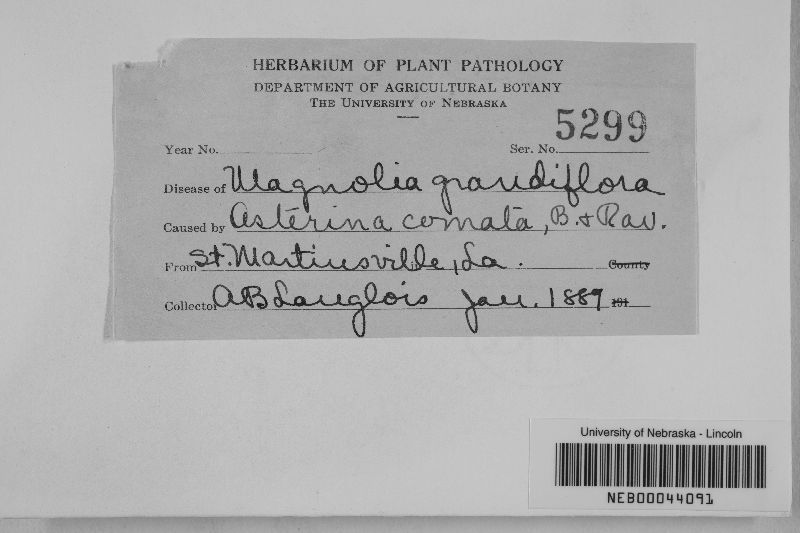 HERBARIUM OF PLANT PATHOLOGY
DEPARTMENT OF AGRICULTURAL BOTANY
THE UNIVERSITY OF NEBRASKA
5299
Year No. Ser. No.
Disease of Magnolia grandiflora
Caused by Asterina comata, B. & Rav.
From St. Martinsville, La. County
Collector A B Langlois Jan. 1889 191
University of Nebraska - Lincoln
NEB00044091